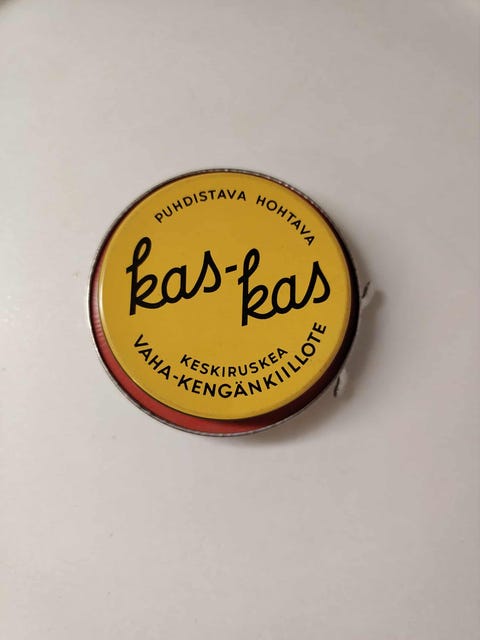 PUHDISTAVA HOHTAVA
kas-kas
KESKIRUSKEA
VAHA-KENGÄNKIILLOTE